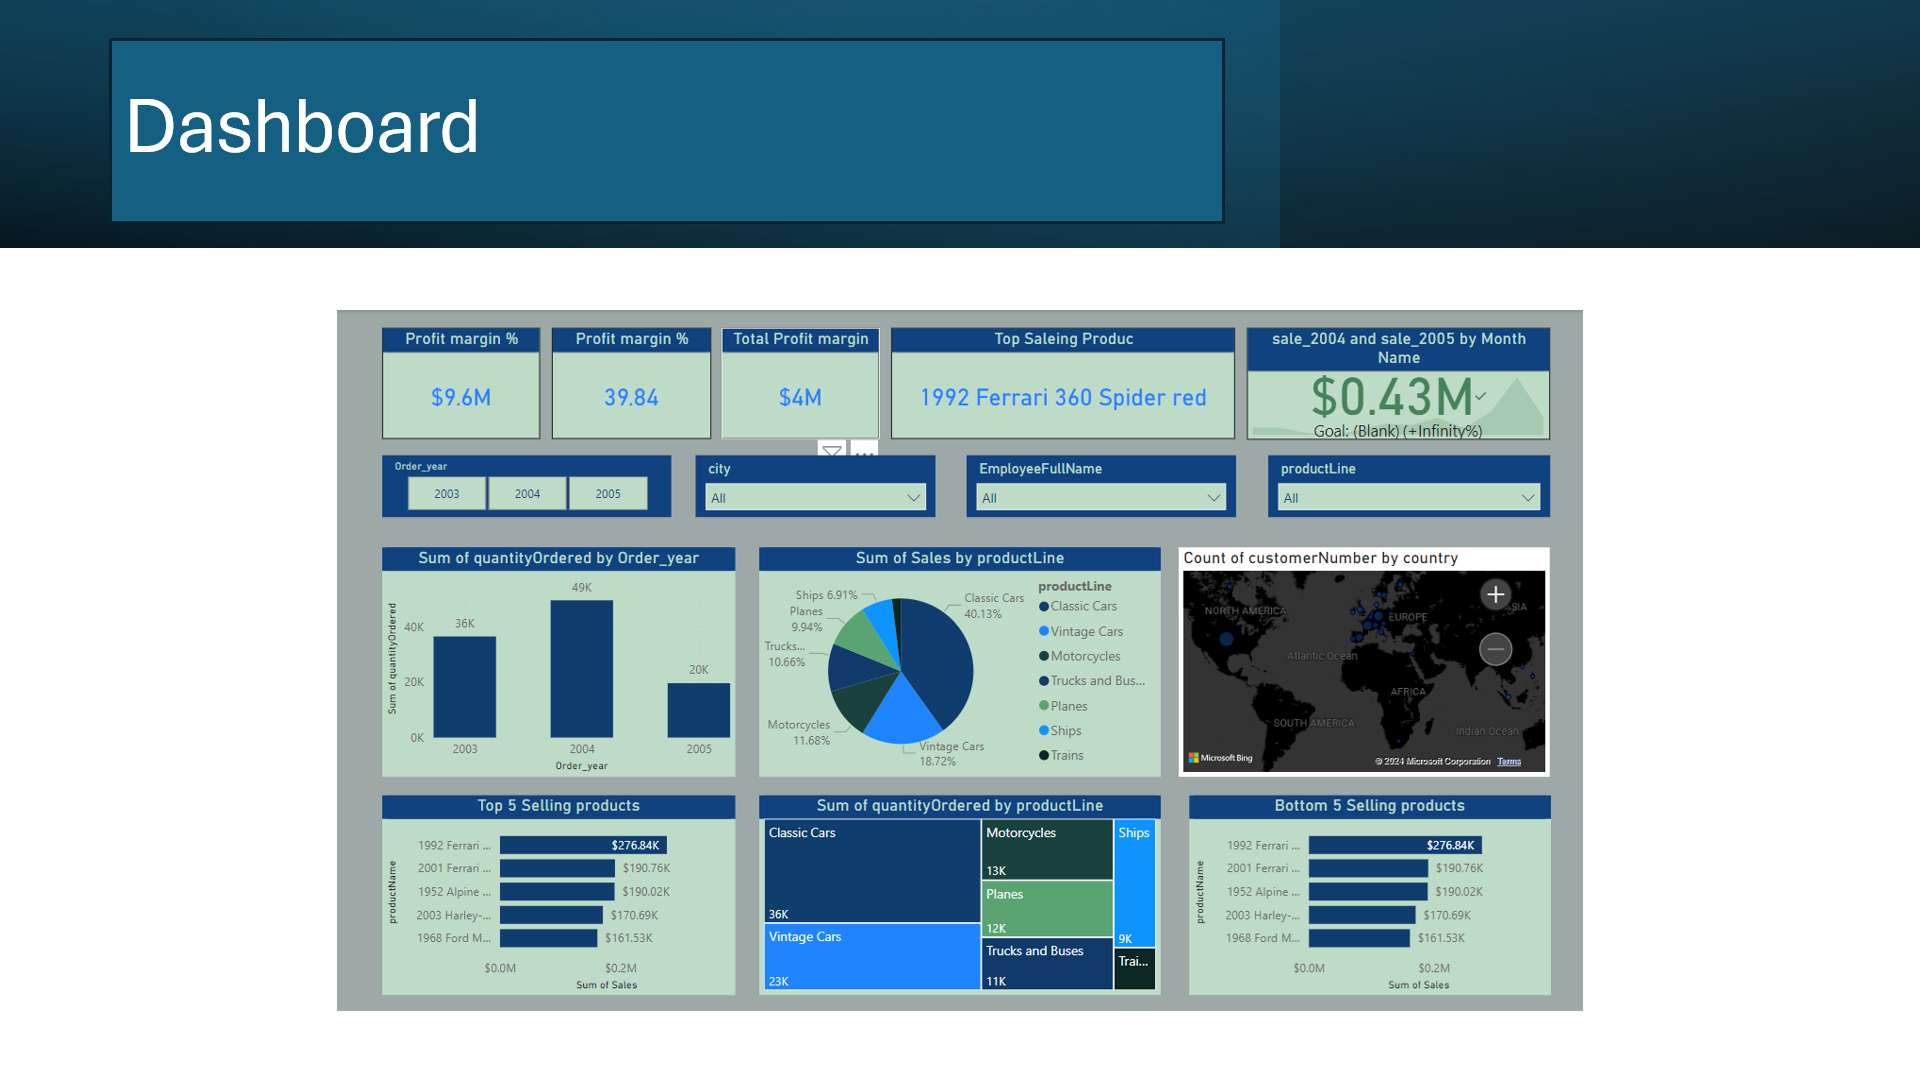 Dashboard
Profit margin %
$9.6M
Profit margin %
39.84
Total Profit margin
$4M
Top Saleing Produc
1992 Ferrari 360 Spider red
sale_2004 and sale_2005 by Month
Name
$0.43M
Goal: (Blank) (+Infinity%)
Order_year
2003 2004 2005
city
All
EmployeeFullName
All
productLine
All
Sum of quantityOrdered by Order_year
Sum of quantityOrdered
40K
20K
0K
36K
49K
20K
2003 2004 2005
Order_year
Sum of Sales by productLine
Ships 6.91%
Planes
9.94%
Trucks...
10.66%
Motorcycles
11.68%
Vintage Cars
18.72%
Classic Cars
40.13%
productLine
Classic Cars
Vintage Cars
Motorcycles
Trucks and Bus...
Planes
Ships
Trains
Count of customerNumber by country
NORTH AMERICA
EUROPE
SIA
Atlantic Ocean
AFRICA
SOUTH AMERICA
Indian Ocean
Microsoft Bing
© 2024 Microsoft Corporation Terms
Top 5 Selling products
productName
1992 Ferrari ... $276.84K
2001 Ferrari ... $190.76K
1952 Alpine ... $190.02K
2003 Harley-... $170.69K
1968 Ford M... $161.53K
$0.0M $0.2M
Sum of Sales
Sum of quantityOrdered by productLine
Classic Cars
36K
Vintage Cars
23K
Motorcycles
13K
Planes
12K
Trucks and Buses
11K
Ships
9K
Trai...
Bottom 5 Selling products
productName
1992 Ferrari ... $276.84K
2001 Ferrari ... $190.76K
1952 Alpine ... $190.02K
2003 Harley-... $170.69K
1968 Ford M... $161.53K
$0.0M $0.2M
Sum of Sales